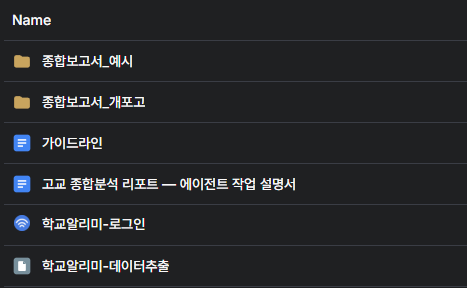 Name
종합보고서_예시
종합보고서_개포고
가이드라인
고교 종합분석 리포트 — 에이전트 작업 설명서
학교알리미-로그인
학교알리미-데이터추출